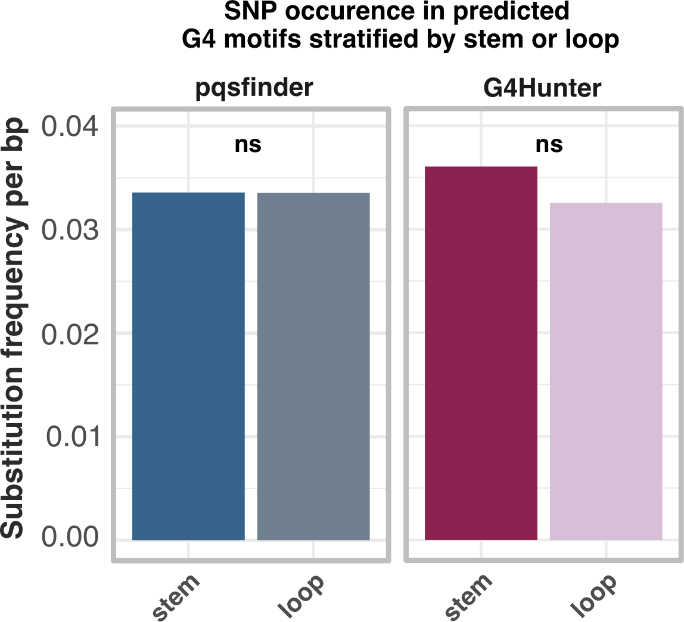 SNP occurence in predicted
G4 motifs stratified by stem or loop
pqsfinder
G4Hunter
Substitution frequency per bp
0.04
0.03
0.02
0.01
0.00
ns
ns
stem
loop
stem
loop